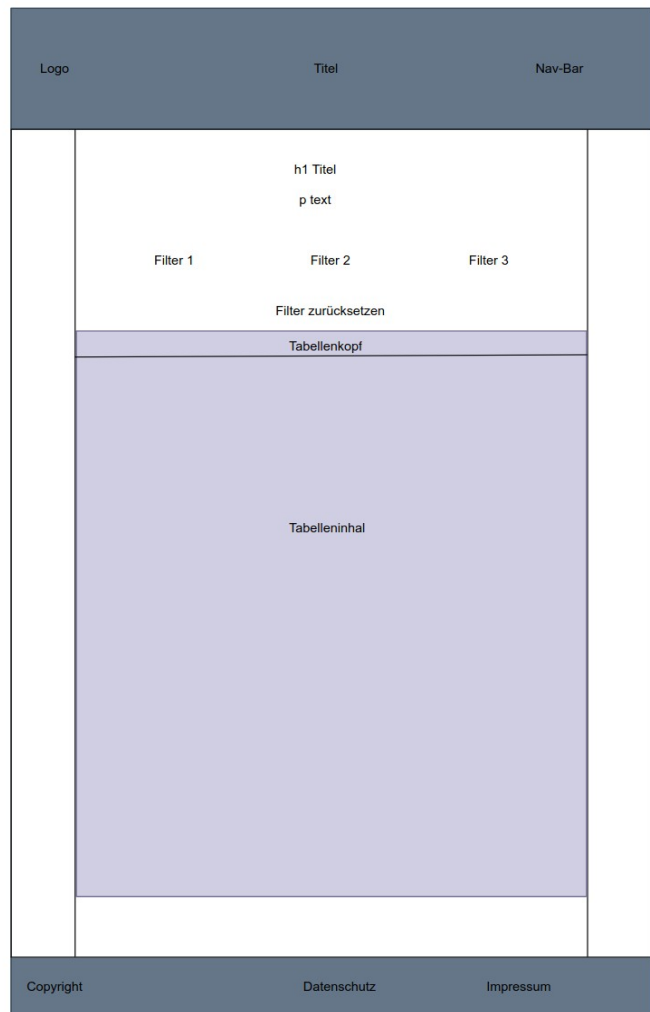 Logo Titel Nav-Bar
h1 Titel
p text
Filter 1 Filter 2 Filter 3
Filter zurücksetzen
Tabellenkopf
Tabelleninhal
Copyright Datenschutz Impressum